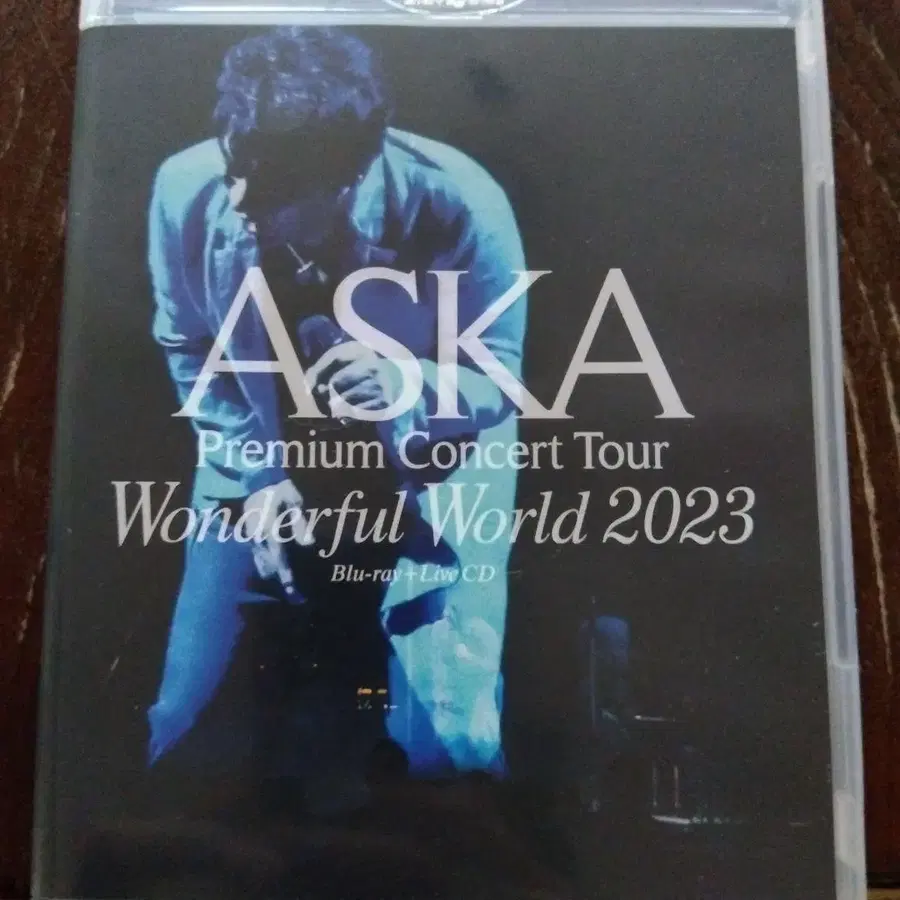 ASKA
Premium Concert Tour
Wonderful World 2023
Blu-ray+Live CD